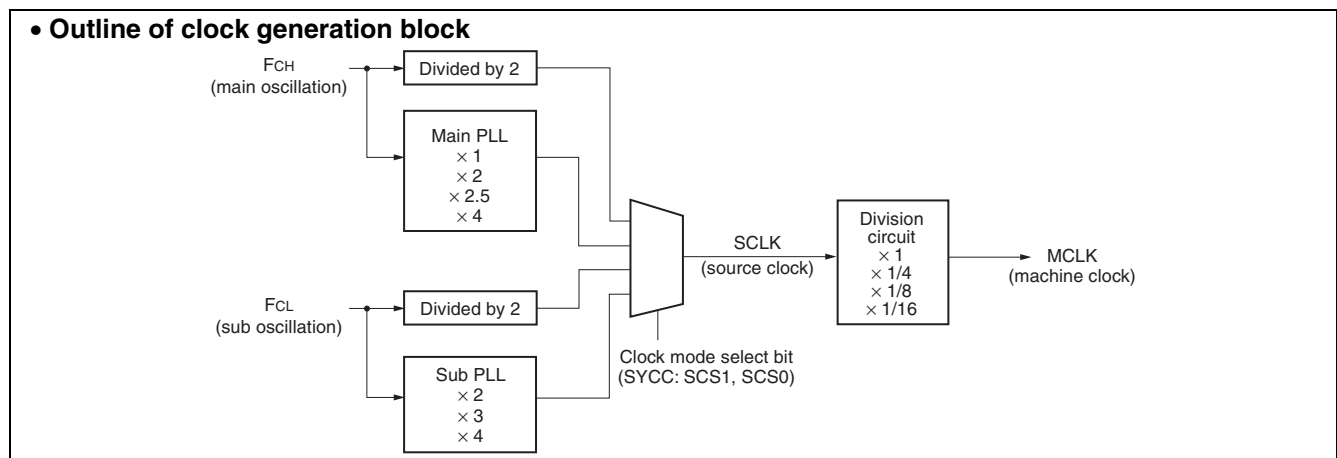 • Outline of clock generation block
FCH
(main oscillation)
Divided by 2
Main PLL
× 1
× 2
× 2.5
× 4
FCL
(sub oscillation)
Divided by 2
Sub PLL
× 2
× 3
× 4
Clock mode select bit
(SYCC: SCS1, SCS0)
SCLK
(source clock)
Division
circuit
× 1
× 1/4
× 1/8
× 1/16
MCLK
(machine clock)